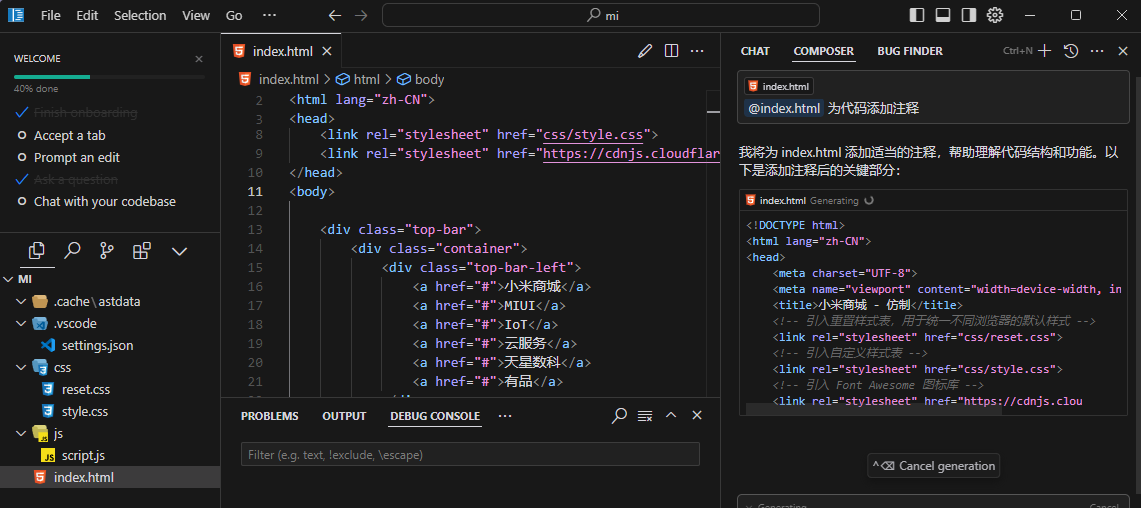 File Edit Selection View Go ··· mi
WELCOME
40% done
Finish onboarding
Accept a tab
Prompt an edit
Ask a question
Chat with your codebase
MI
.cache\astdata
.vscode
settings.json
css
reset.css
style.css
js
script.js
index.html
index.html
index.html > html > body
2 <html lang="zh-CN">
3 <head>
8 <link rel="stylesheet" href="css/style.css">
9 <link rel="stylesheet" href="https://cdnjs.cloudflar
10 </head>
11 <body>
12
13 <div class="top-bar">
14 <div class="container">
15 <div class="top-bar-left">
16 <a href="#">小米商城</a>
17 <a href="#">MIUI</a>
18 <a href="#">IoT</a>
19 <a href="#">云服务</a>
20 <a href="#">天星数科</a>
21 <a href="#">有品</a>
PROBLEMS OUTPUT DEBUG CONSOLE ···
Filter (e.g. text, !exclude, \escape)
CHAT COMPOSER BUG FINDER Ctrl+N
index.html
@index.html 为代码添加注释
我将为 index.html 添加适当的注释，帮助理解代码结构和功能。以
下是添加注释后的关键部分：
index.html Generating
<!DOCTYPE html>
<html lang="zh-CN">
<head>
<meta charset="UTF-8">
<meta name="viewport" content="width=device-width, in
<title>小米商城 - 仿制</title>
<!-- 引入重置样式表，用于统一不同浏览器的默认样式 -->
<link rel="stylesheet" href="css/reset.css">
<!-- 引入自定义样式表 -->
<link rel="stylesheet" href="css/style.css">
<!-- 引入 Font Awesome 图标库 -->
<link rel="stylesheet" href="https://cdnjs.clou
^⌫ Cancel generation
Generating Cancel